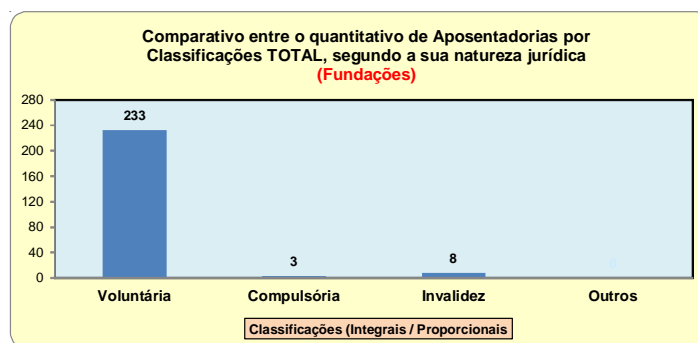 Comparativo entre o quantitativo de Aposentadorias por
Classificações TOTAL, segundo a sua natureza jurídica
(Fundações)
280
240
200
160
120
80
40
0
233
3
8
0
Voluntária
Compulsória
Invalidez
Outros
Classificações (Integrais / Proporcionais